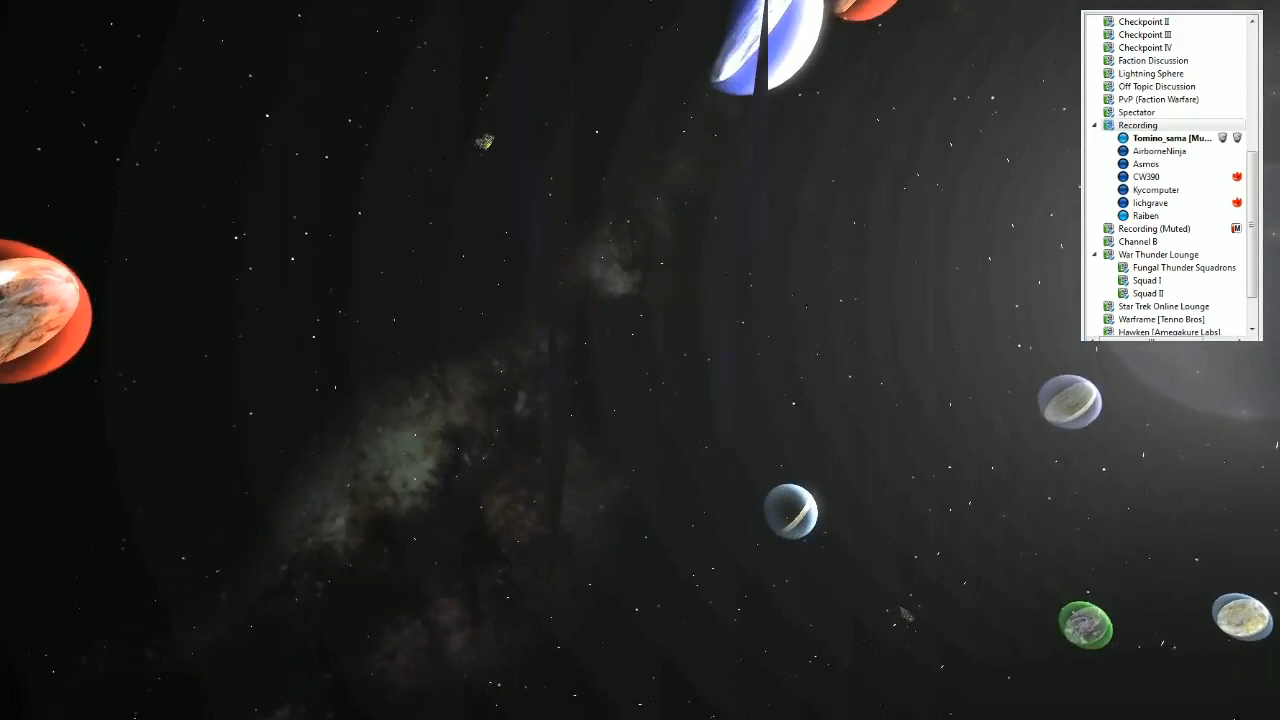 Checkpoint II
Checkpoint III
Checkpoint IV
Faction Discussion
Lightning Sphere
Off Topic Discussion
PvP (Faction Warfare)
Spectator
Recording
Tomino_sama [Mu...
AirborneNinja
Asmos
CW390
Kycomputer
lichgrave
Raiben
Recording (Muted)
M
Channel B
War Thunder Lounge
Fungal Thunder Squadrons
Squad I
Squad II
Star Trek Online Lounge
Warframe [Tenno Bros]
Hawken [Amegakure Labs]